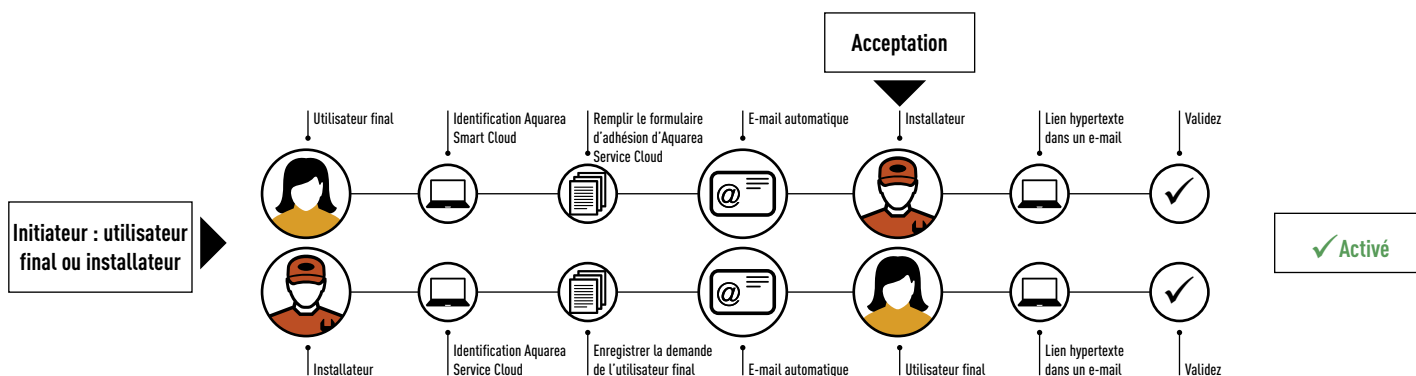 Acceptation
Utilisateur final
Identification Aquarea
Smart Cloud
Remplir le formulaire
d'adhésion d'Aquarea
Service Cloud
E-mail automatique
Installateur
Lien hypertexte
dans un e-mail
Validez
Initiateur : utilisateur
final ou installateur
@
@
Activé
Installateur
Identification Aquarea
Service Cloud
Enregistrer la demande
de l'utilisateur final
E-mail automatique
Utilisateur final
Lien hypertexte
dans un e-mail
Validez